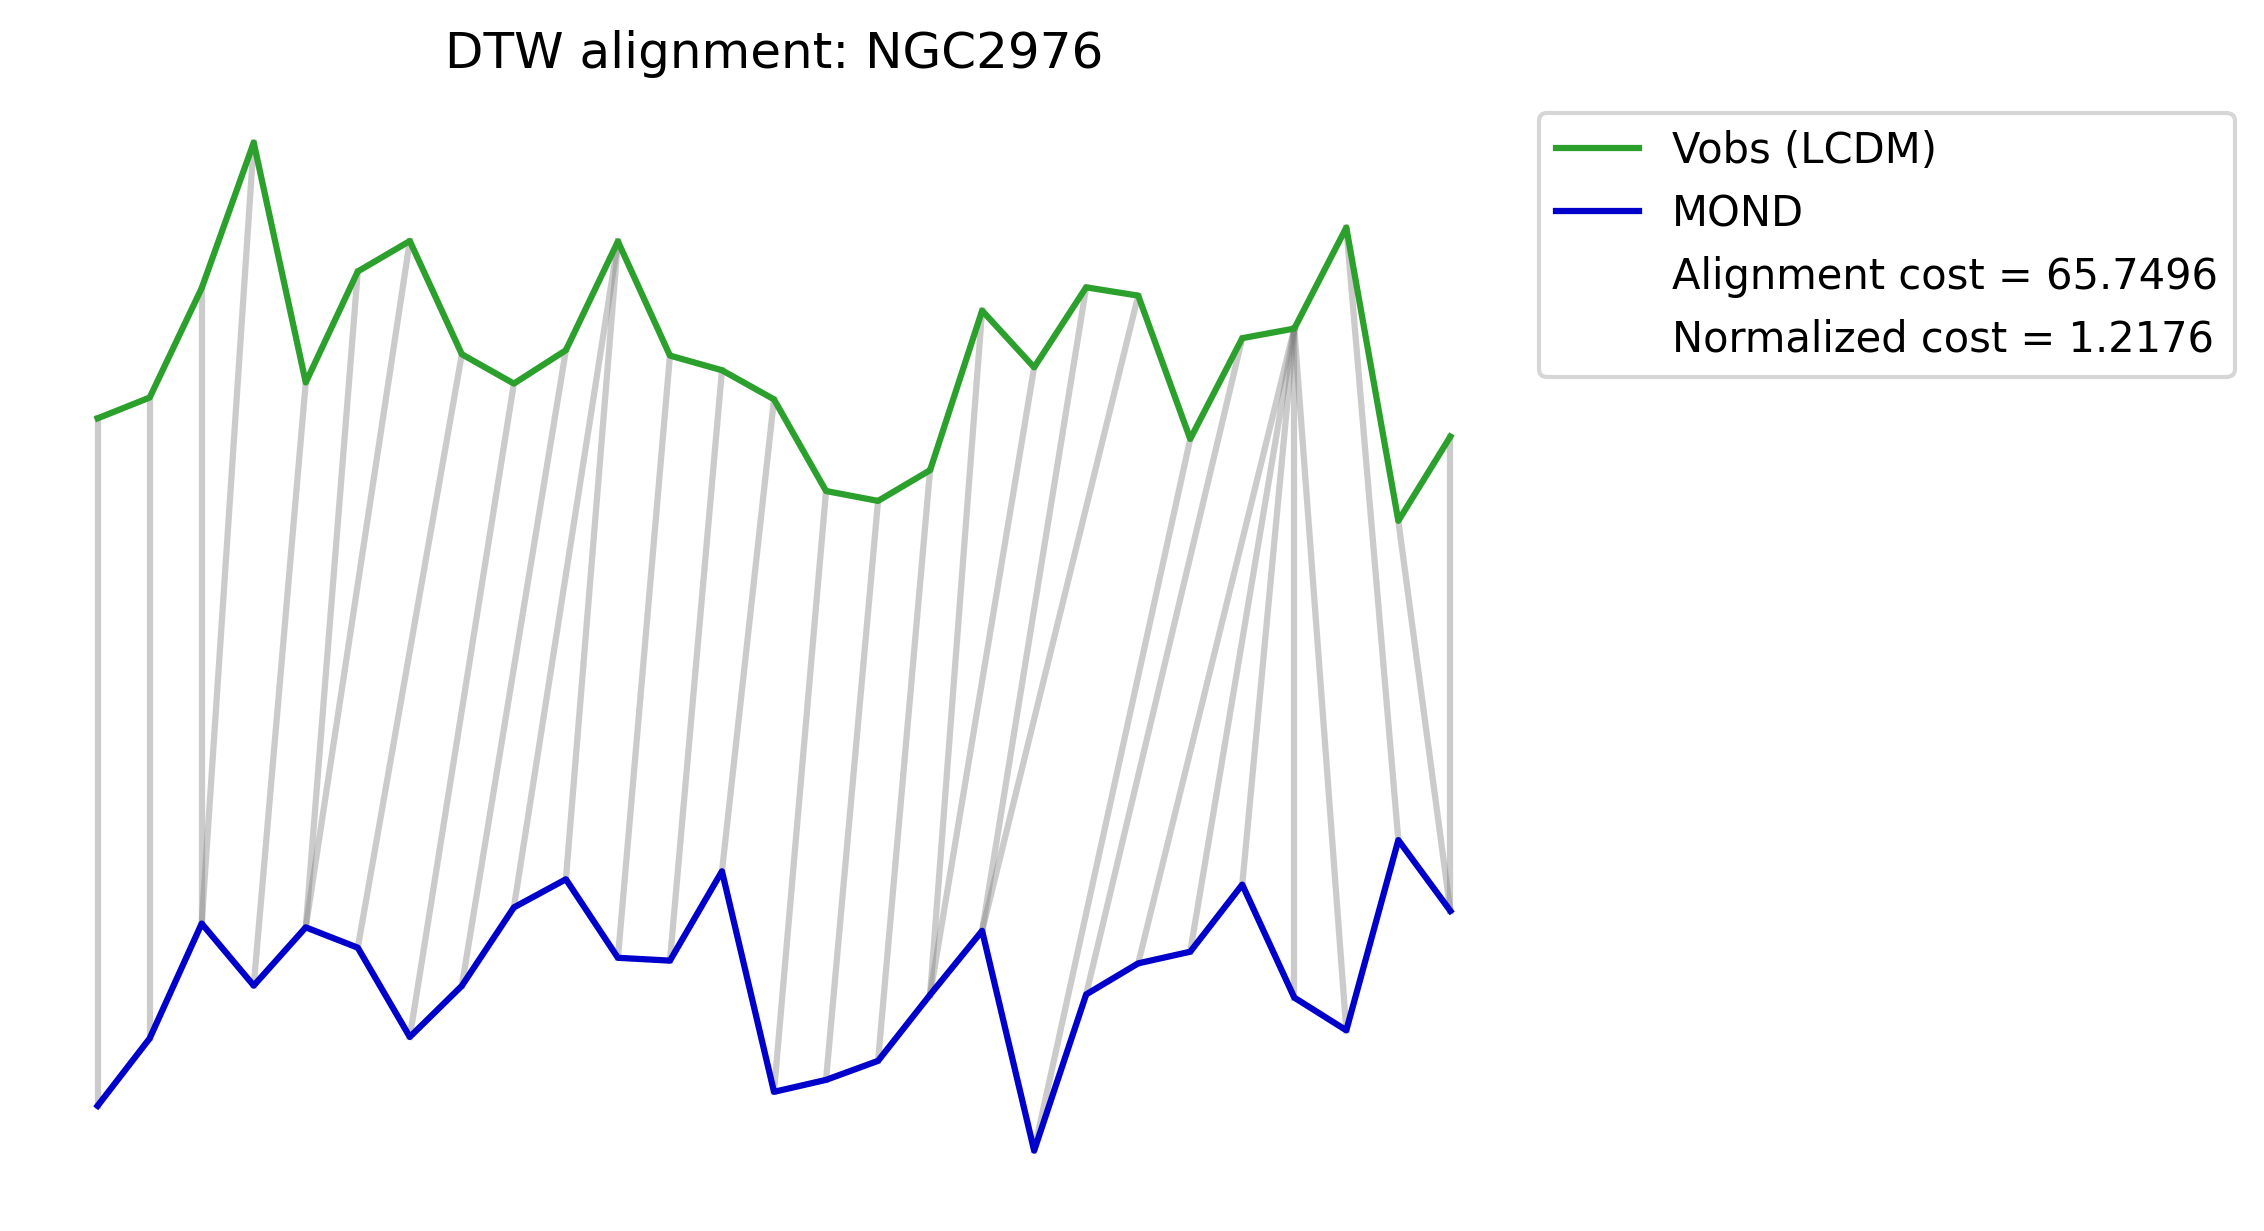 DTW alignment: NGC2976
Vobs (LCDM)
MOND
Alignment cost = 65.7496
Normalized cost = 1.2176